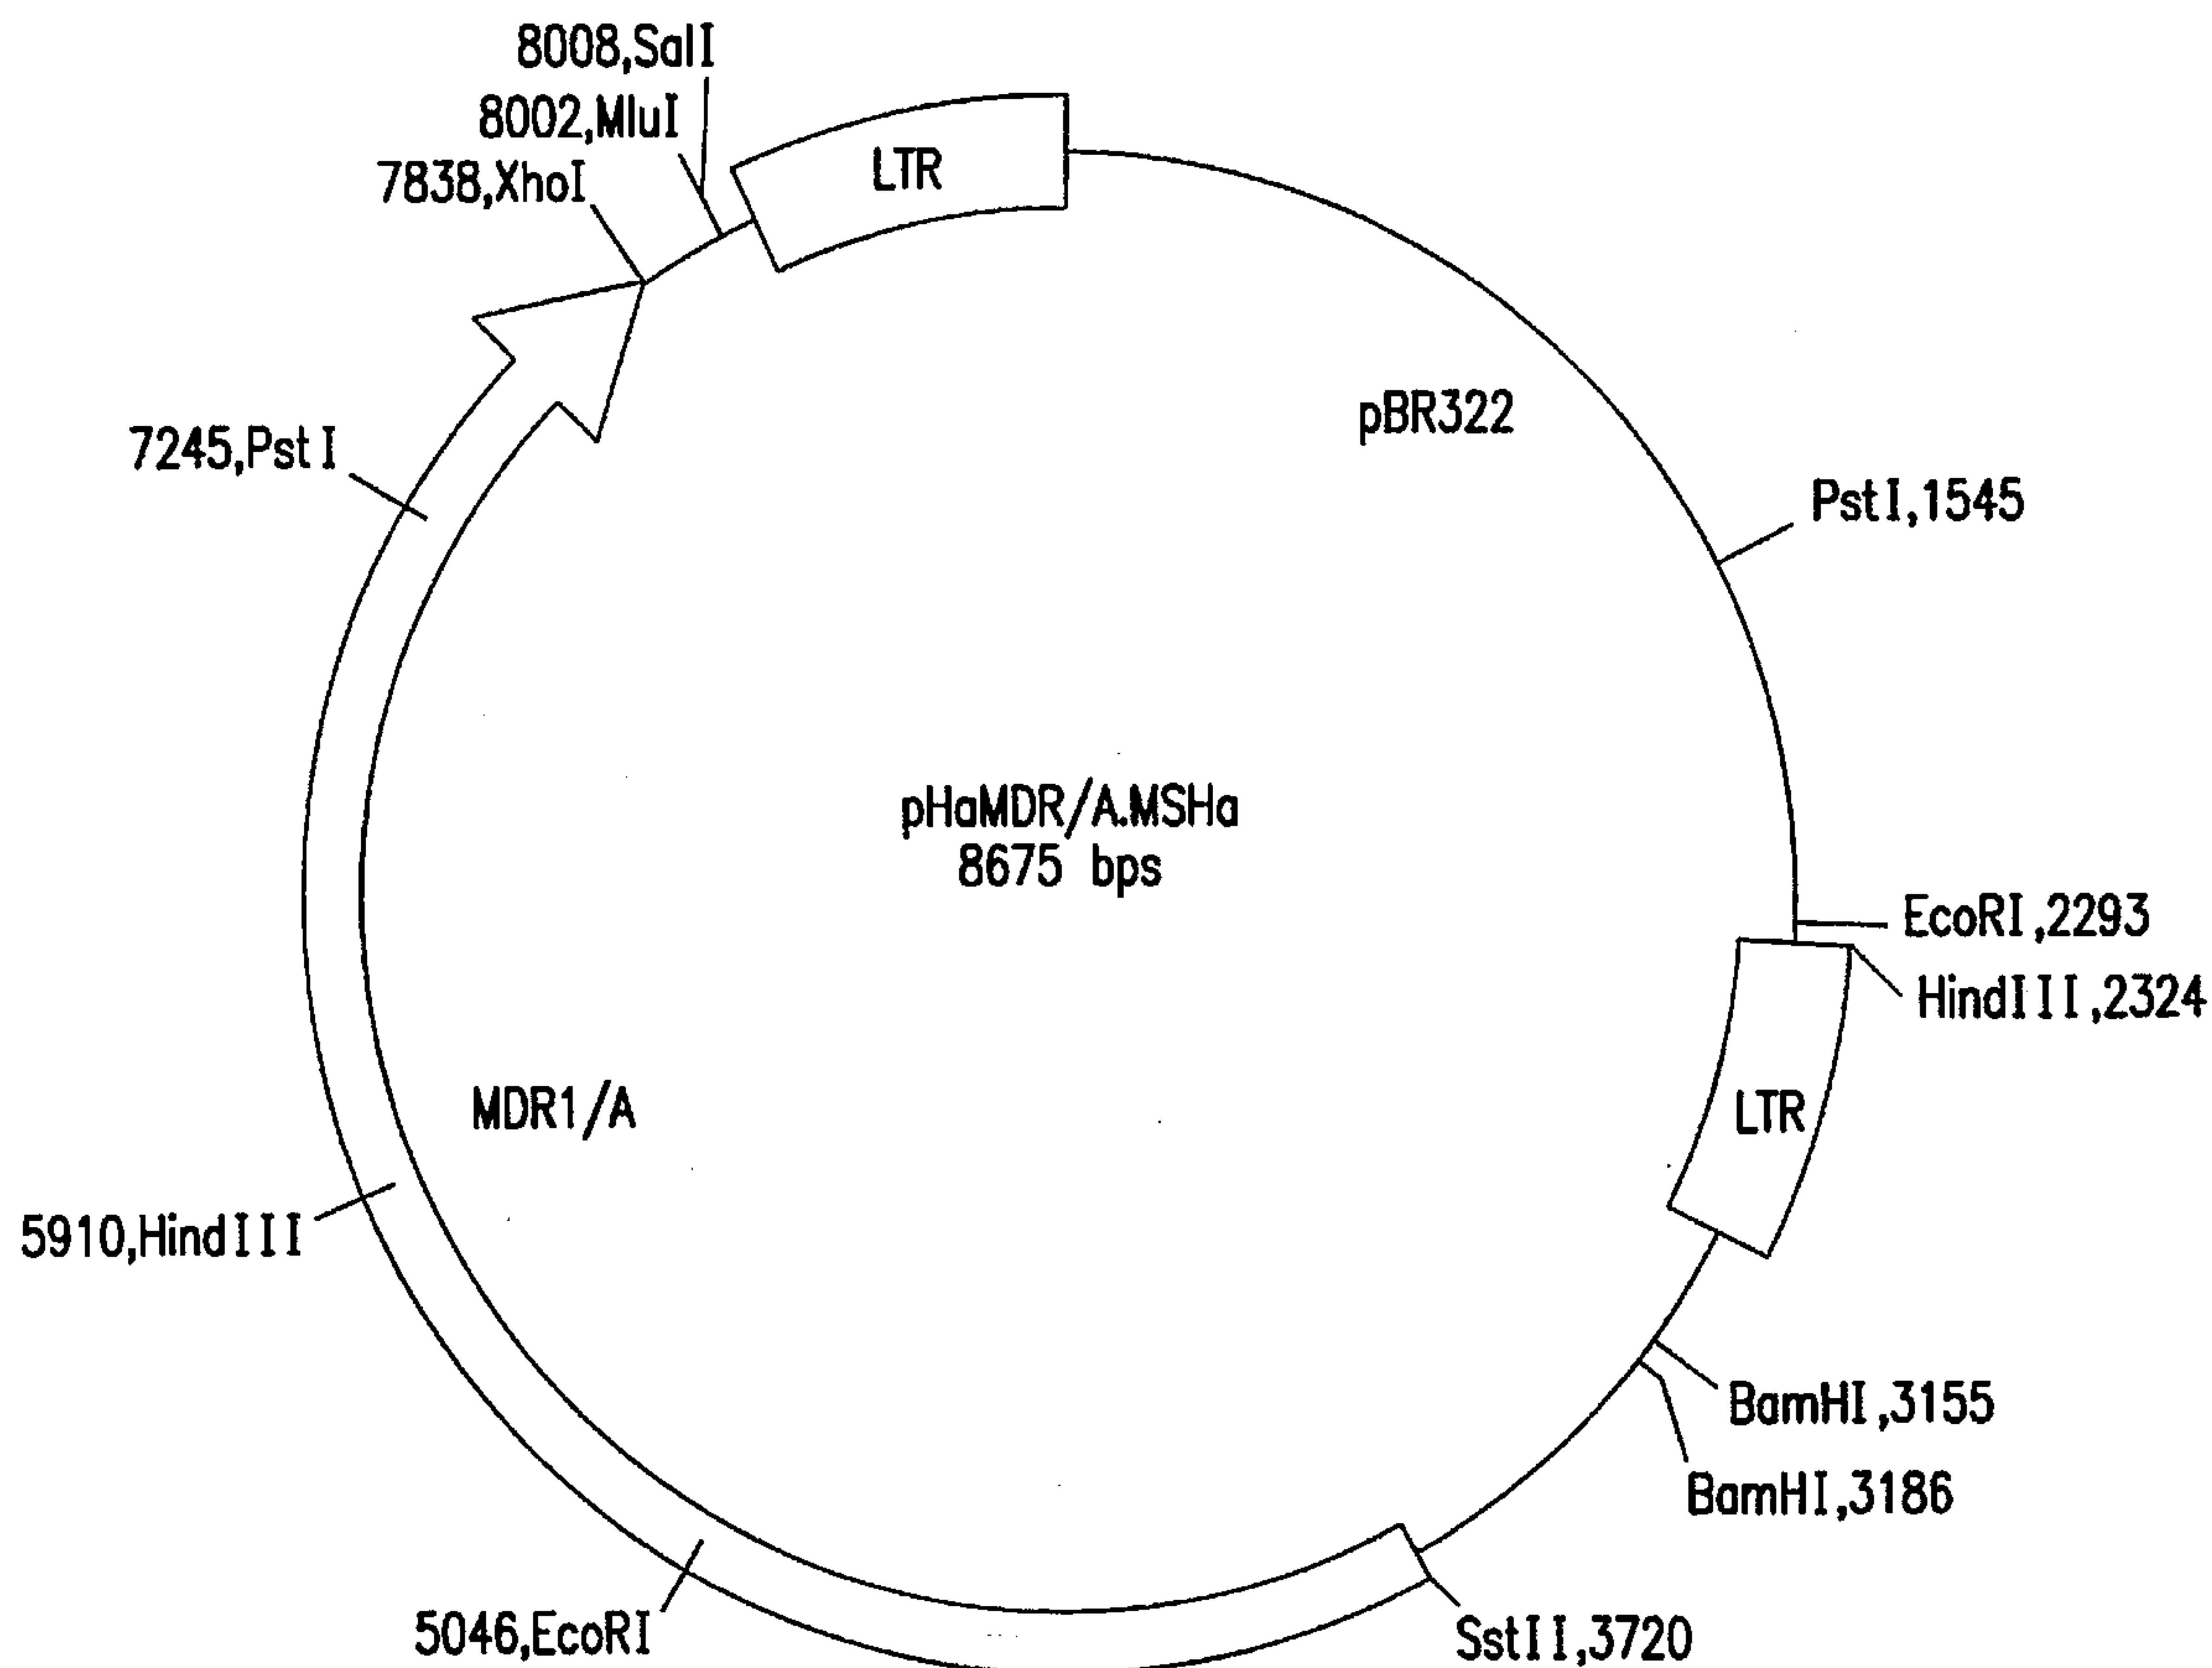 8008,SalI
8002,MluI
7838,XhoI
LTR
pBR322
7245,PstI
PstI,1545
pHaMDR/A.MSHa
8675 bps
EcoRI,2293
HindIII,2324
MDR1/A
LTR
5910,HindIII
BamHI,3155
BamHI,3186
5046,EcoRI
SstII,3720